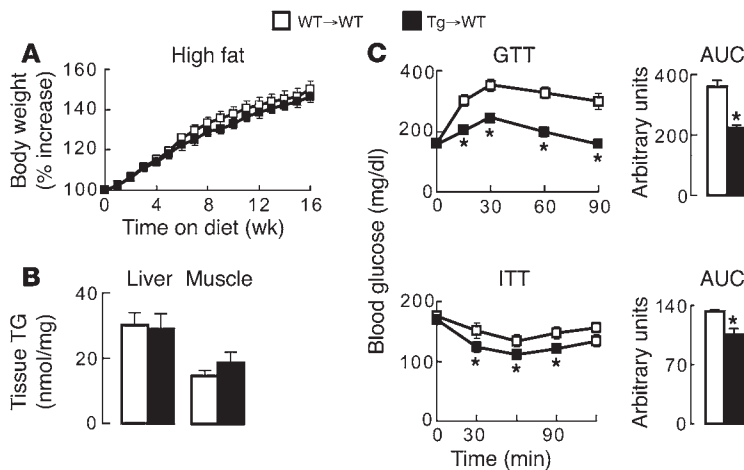 WT→WT Tg→WT
A High fat
Body weight
(% increase)
160
140
120
100
0 4 8 12 16
Time on diet (wk)
B Liver Muscle
Tissue TG
(nmol/mg)
40
20
0
C GTT AUC
Blood glucose (mg/dl)
400
200
0
* * * *
0 30 60 90
Arbitrary units
400
200
0
*
ITT AUC
200
100
0
* * *
0 30 90
Time (min)
Arbitrary units
140
70
0
*